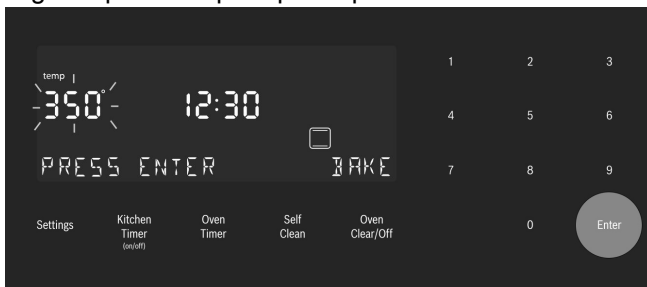 temp
350° 12:30
PRESS ENTER BAKE
Settings
Kitchen Timer (on/off)
Oven Timer
Self Clean
Oven Clear/Off
1 2 3
4 5 6
7 8 9
0 Enter